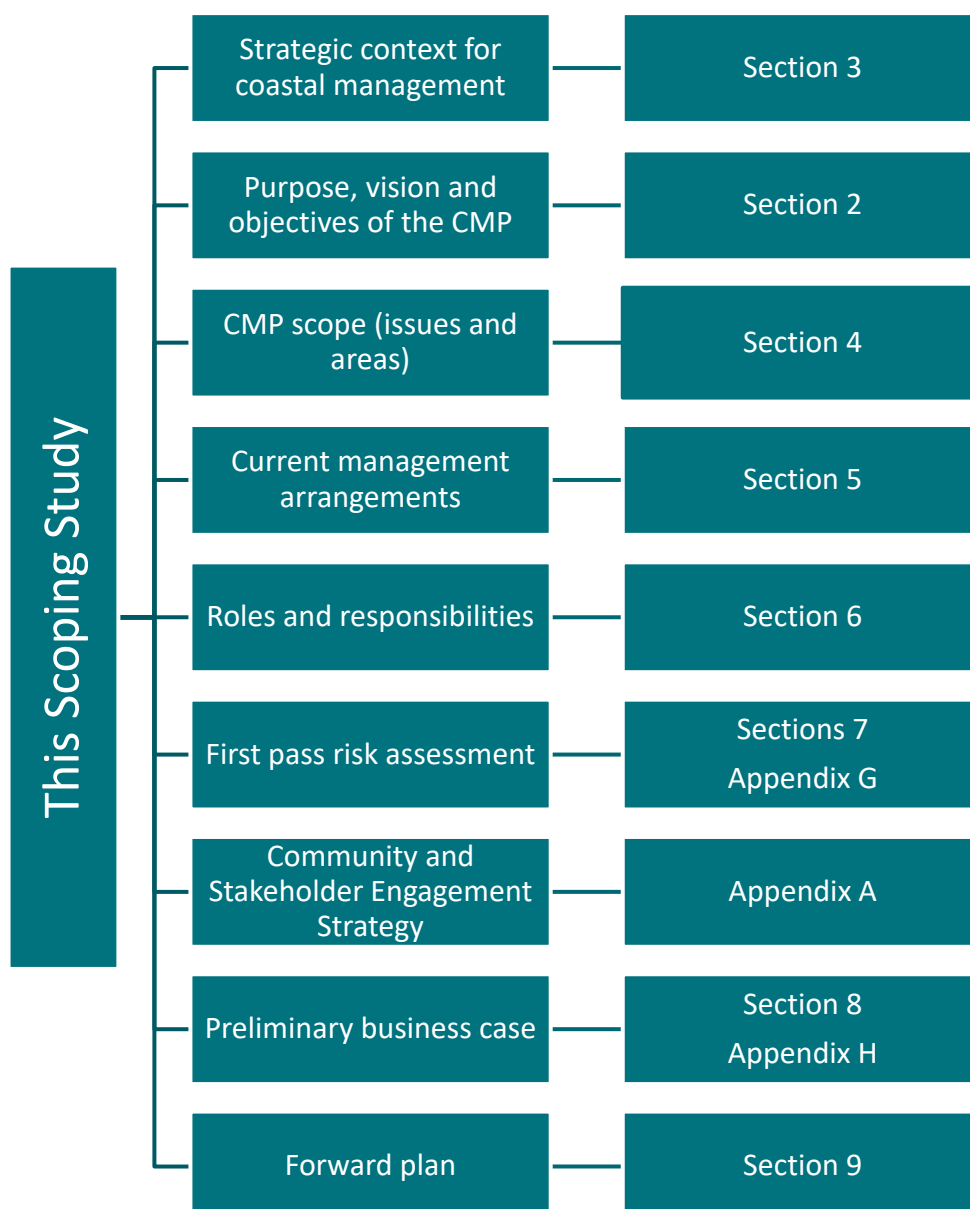 This Scoping Study
Strategic context for
coastal management
Section 3
Purpose, vision and
objectives of the CMP
Section 2
CMP scope (issues and
areas)
Section 4
Current management
arrangements
Section 5
Roles and responsibilities
Section 6
First pass risk assessment
Sections 7
Appendix G
Community and
Stakeholder Engagement
Strategy
Appendix A
Preliminary business case
Section 8
Appendix H
Forward plan
Section 9